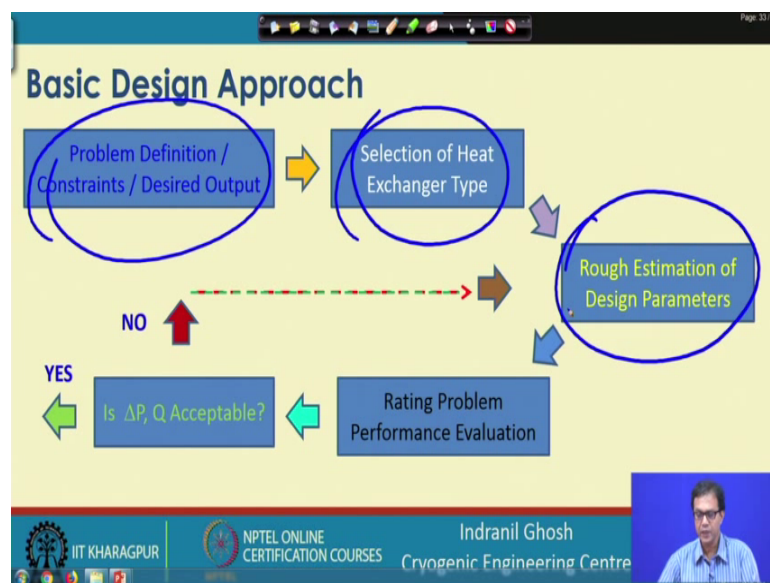 Page: 33
Basic Design Approach
Problem Definition /
Constraints / Desired Output
Selection of Heat
Exchanger Type
Rough Estimation of
Design Parameters
NO
YES
Is ΔP, Q Acceptable?
Rating Problem
Performance Evaluation
IIT KHARAGPUR
NPTEL ONLINE
CERTIFICATION COURSES
Indranil Ghosh
Cryogenic Engineering Centre